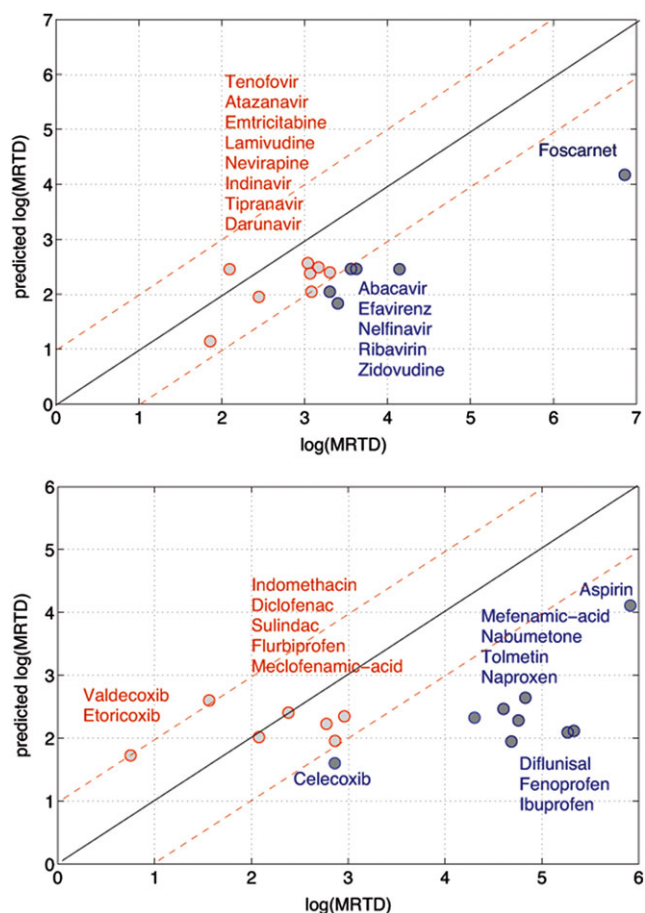 7
6
5
4
3
2
1
0
predicted log(MRTD)
Tenofovir
Atazanavir
Emtricitabine
Lamivudine
Nevirapine
Indinavir
Tipranavir
Darunavir
Foscarnet
Abacavir
Efavirenz
Nelfinavir
Ribavirin
Zidovudine
0 1 2 3 4 5 6 7
log(MRTD)
6
5
4
3
2
1
0
predicted log(MRTD)
Indomethacin
Diclofenac
Sulindac
Flurbiprofen
Meclofenamic-acid
Aspirin
Mefenamic-acid
Nabumetone
Tolmetin
Naproxen
Valdecoxib
Etoricoxib
Celecoxib
Diflunisal
Fenoprofen
Ibuprofen
0 1 2 3 4 5 6
log(MRTD)